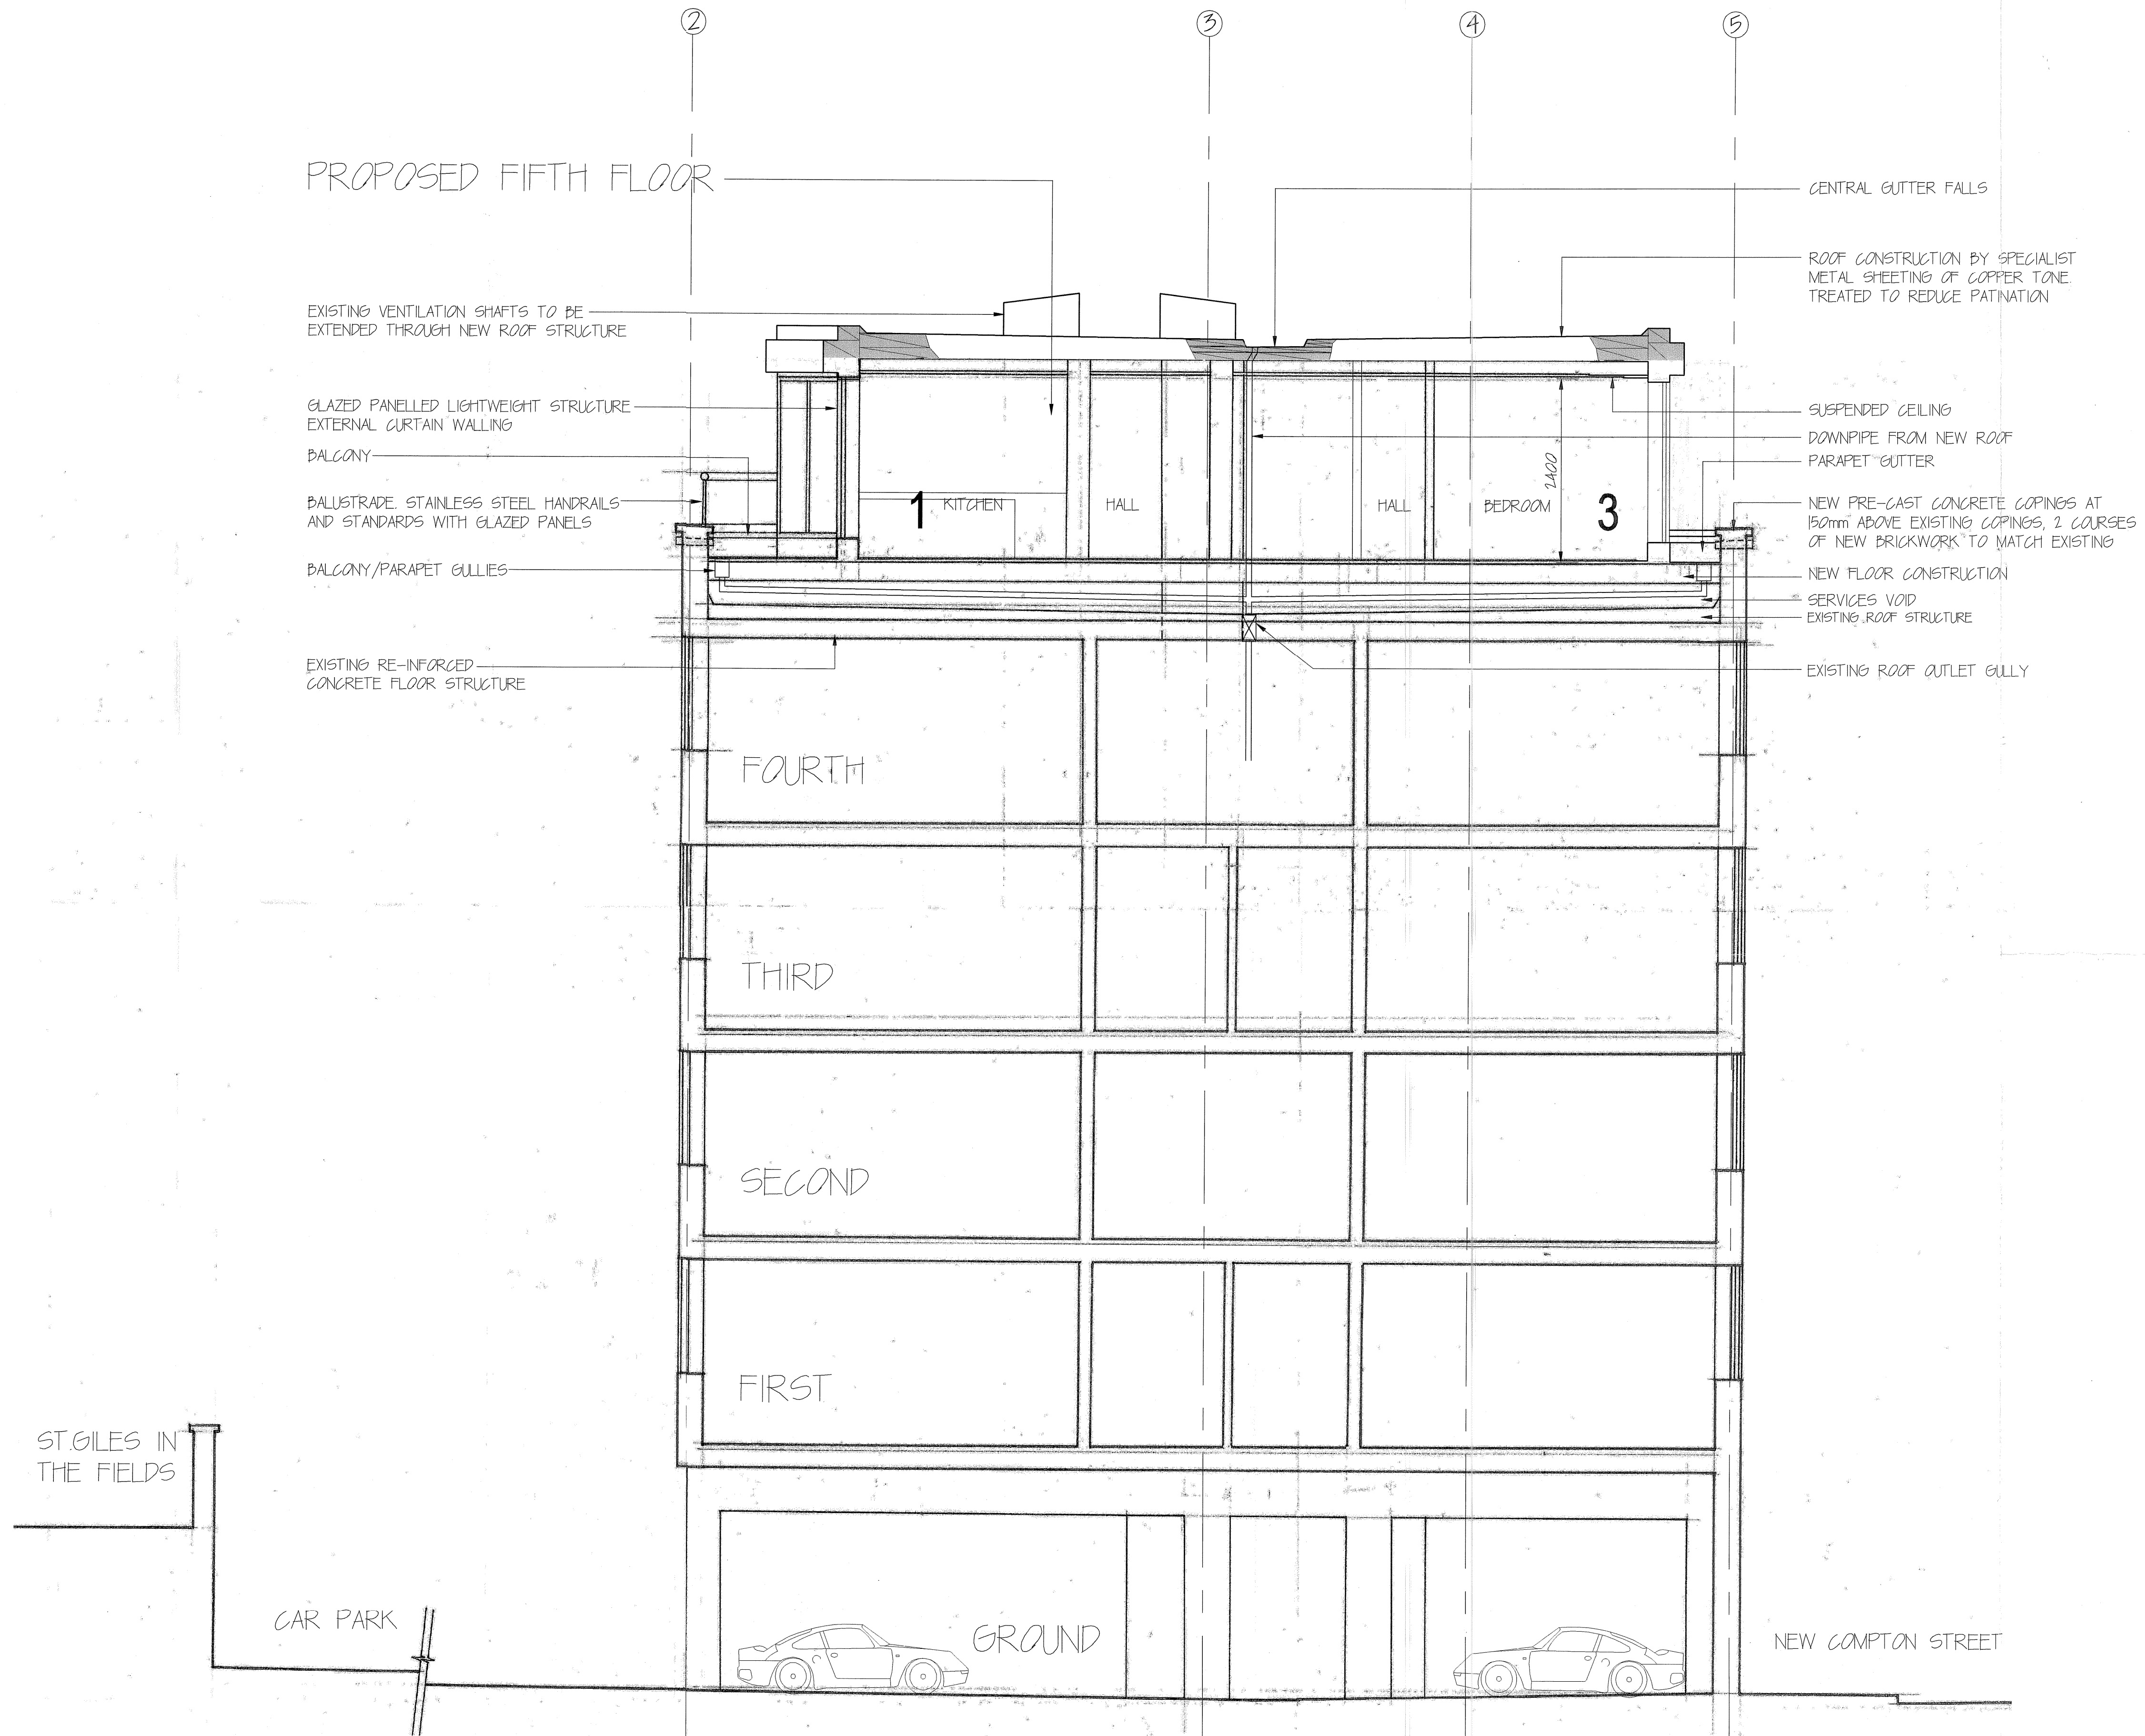 2
3
4
5
PROPOSED FIFTH FLOOR
CENTRAL GUTTER FALLS
ROOF CONSTRUCTION BY SPECIALIST
METAL SHEETING OF COPPER TONE.
TREATED TO REDUCE PATINATION
EXISTING VENTILATION SHAFTS TO BE
EXTENDED THROUGH NEW ROOF STRUCTURE
GLAZED PANELLED LIGHTWEIGHT STRUCTURE
EXTERNAL CURTAIN WALLING
BALCONY
BALUSTRADE. STAINLESS STEEL HANDRAILS
AND STANDARDS WITH GLAZED PANELS
BALCONY/PARAPET GULLIES
EXISTING RE-INFORCED
CONCRETE FLOOR STRUCTURE
1
KITCHEN
HALL
HALL
BEDROOM
2400
3
SUSPENDED CEILING
DOWNPIPE FROM NEW ROOF
PARAPET GUTTER
NEW PRE-CAST CONCRETE COPINGS AT
150mm ABOVE EXISTING COPINGS, 2 COURSES
OF NEW BRICKWORK TO MATCH EXISTING
NEW FLOOR CONSTRUCTION
SERVICES VOID
EXISTING ROOF STRUCTURE
EXISTING ROOF OUTLET GULLY
FOURTH
THIRD
SECOND
FIRST
ST.GILES IN
THE FIELDS
CAR PARK
GROUND
NEW COMPTON STREET